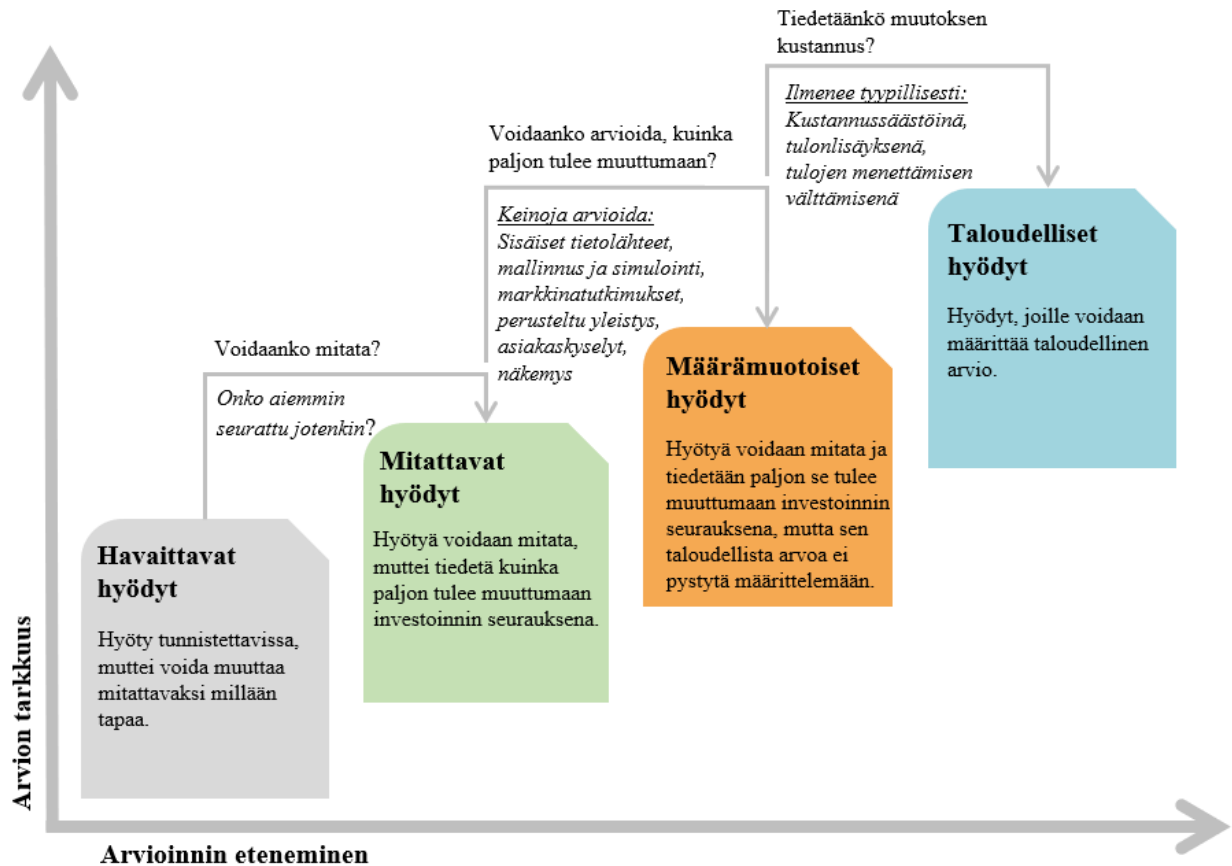 Tiedetäänkö muutoksen
kustannus?
Ilmenee tyypillisesti:
Kustannussäästöinä,
tulonlisäyksenä,
tulojen menettämisen
välttämisenä
Voidaanko arvioida, kuinka
paljon tulee muuttumaan?
Keinoja arvioida:
Sisäiset tietolähteet,
mallinnus ja simulointi,
markkinatutkimukset,
perusteltu yleistys,
asiakaskyselyt,
näkemys
Taloudelliset
hyödyt
Hyödyt, joille voidaan
määrittää taloudellinen
arvio.
Voidaanko mitata?
Onko aiemmin
seurattu jotenkin?
Määrämuotoiset
hyödyt
Hyötyä voidaan mitata ja
tiedetään paljon se tulee
muuttumaan investoinnin
seurauksena, mutta sen
taloudellista arvoa ei
pystytä määrittelemään.
Mitattavat
hyödyt
Hyötyä voidaan mitata,
muttei tiedetä kuinka
paljon tulee muuttumaan
investoinnin seurauksena.
Havaittavat
hyödyt
Hyöty tunnistettavissa,
muttei voida muuttaa
mitattavaksi millään
tapaa.
Arvion tarkkuus
Arvioinnin eteneminen